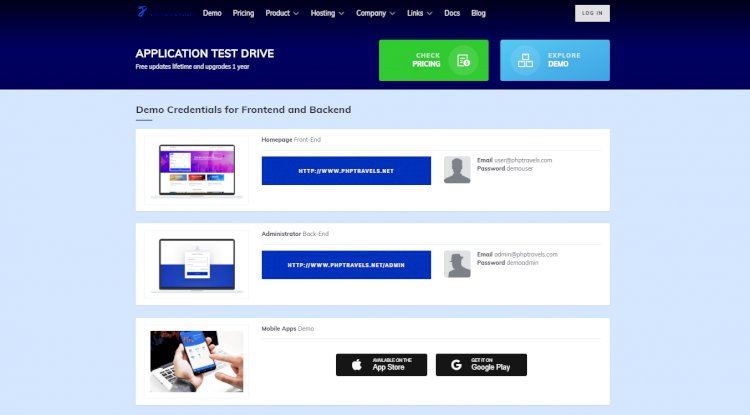 Demo Pricing Product Hosting Company Links Docs Blog LOG IN
APPLICATION TEST DRIVE
Free updates lifetime and upgrades 1 year
CHECK
PRICING
EXPLORE
DEMO
Demo Credentials for Frontend and Backend
Homepage Front-End
HTTP://WWW.PHPTRAVELS.NET
Email user@phptravels.com
Password demouser
Administrator Back-End
HTTP://WWW.PHPTRAVELS.NET/ADMIN
Email admin@phptravels.com
Password demoadmin
Mobile Apps Demo
AVAILABLE ON THE
App Store
GET IT ON
Google Play